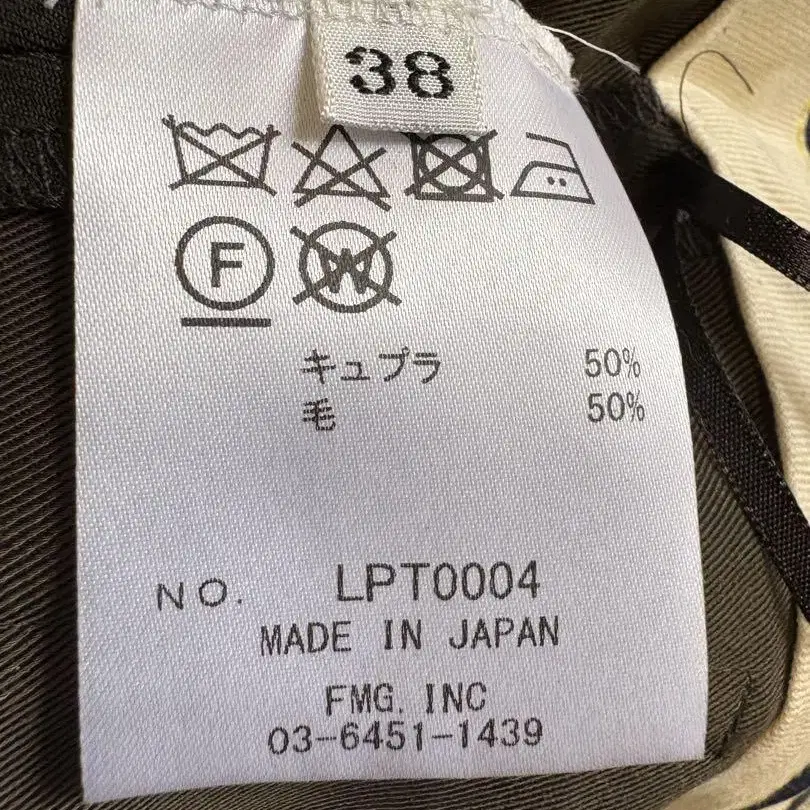 38
F W
キュプラ 50%
毛 50%
NO. LPT0004
MADE IN JAPAN
FMG. INC
03-6451-1439